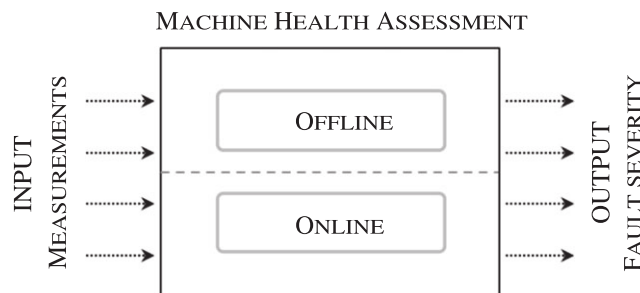 MACHINE HEALTH ASSESSMENT
INPUT
MEASUREMENTS
OFFLINE
ONLINE
OUTPUT
FAULT SEVERITY